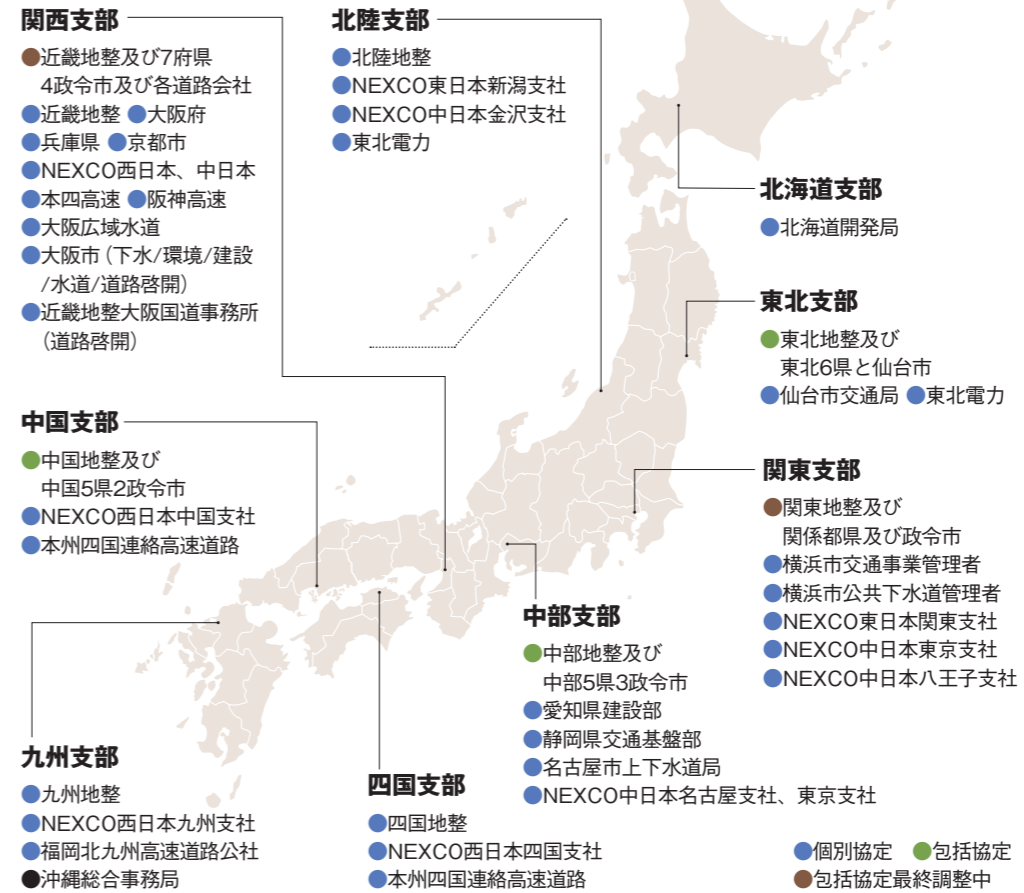 関西支部
●近畿地整及び7府県
4政令市及び各道路会社
●近畿地整 ●大阪府
●兵庫県 ●京都市
●NEXCO西日本、中日本
●本四高速 ●阪神高速
●大阪広域水道
●大阪市（下水/環境/建設
/水道/道路啓開）
●近畿地整大阪国道事務所
（道路啓開）
北陸支部
●北陸地整
●NEXCO東日本新潟支社
●NEXCO中日本金沢支社
●東北電力
北海道支部
●北海道開発局
東北支部
●東北地整及び
東北6県と仙台市
●仙台市交通局 ●東北電力
中国支部
●中国地整及び
中国5県2政令市
●NEXCO西日本中国支社
●本州四国連絡高速道路
関東支部
●関東地整及び
関係都県及び政令市
●横浜市交通事業管理者
●横浜市公共下水道管理者
●NEXCO東日本関東支社
●NEXCO中日本東京支社
●NEXCO中日本八王子支社
中部支部
●中部地整及び
中部5県3政令市
●愛知県建設部
●静岡県交通基盤部
●名古屋市上下水道局
●NEXCO中日本名古屋支社、東京支社
九州支部
●九州地整
●NEXCO西日本九州支社
●福岡北九州高速道路公社
●沖縄総合事務局
四国支部
●四国地整
●NEXCO西日本四国支社
●本州四国連絡高速道路
●個別協定 ●包括協定
●包括協定最終調整中